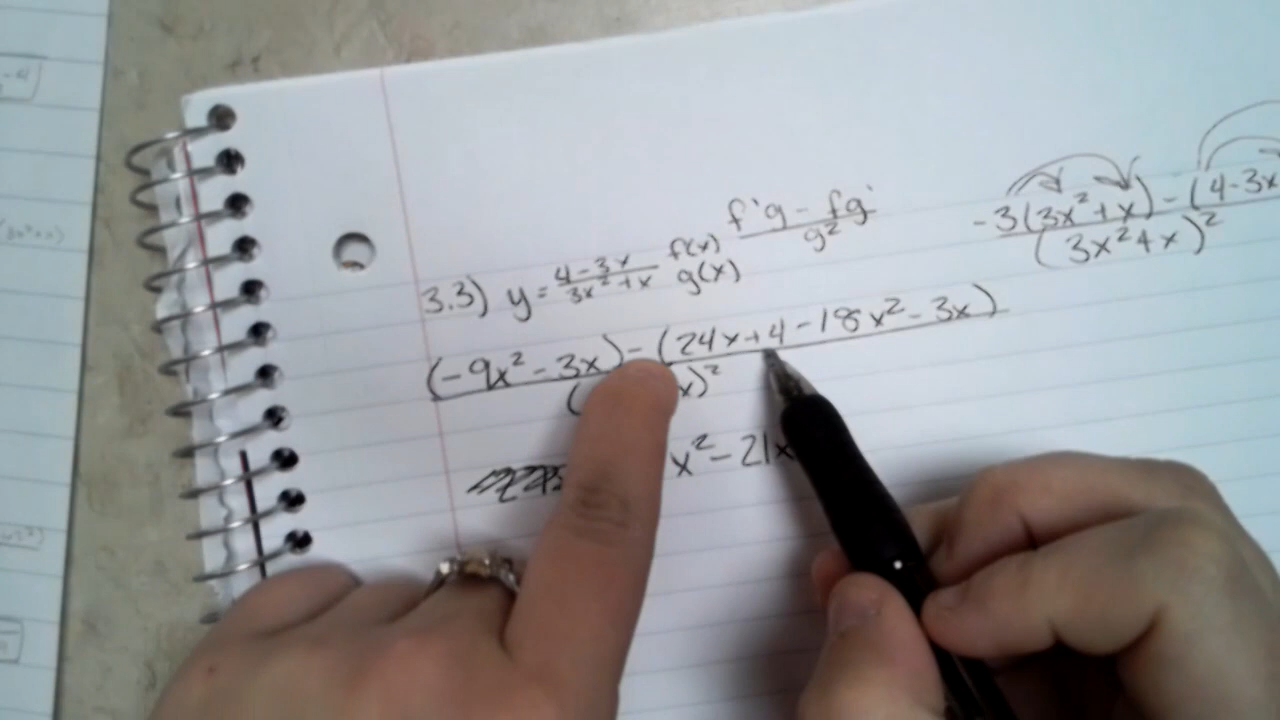 f'g - fg'
g²
-3(3x²+x) - (4-3x
(3x²+x)²
3.3) y = 4-3x f(x)
3x²+x g(x)
(-9x² - 3x) - (24x+4-18x² - 3x)
( x)²
x² - 21x